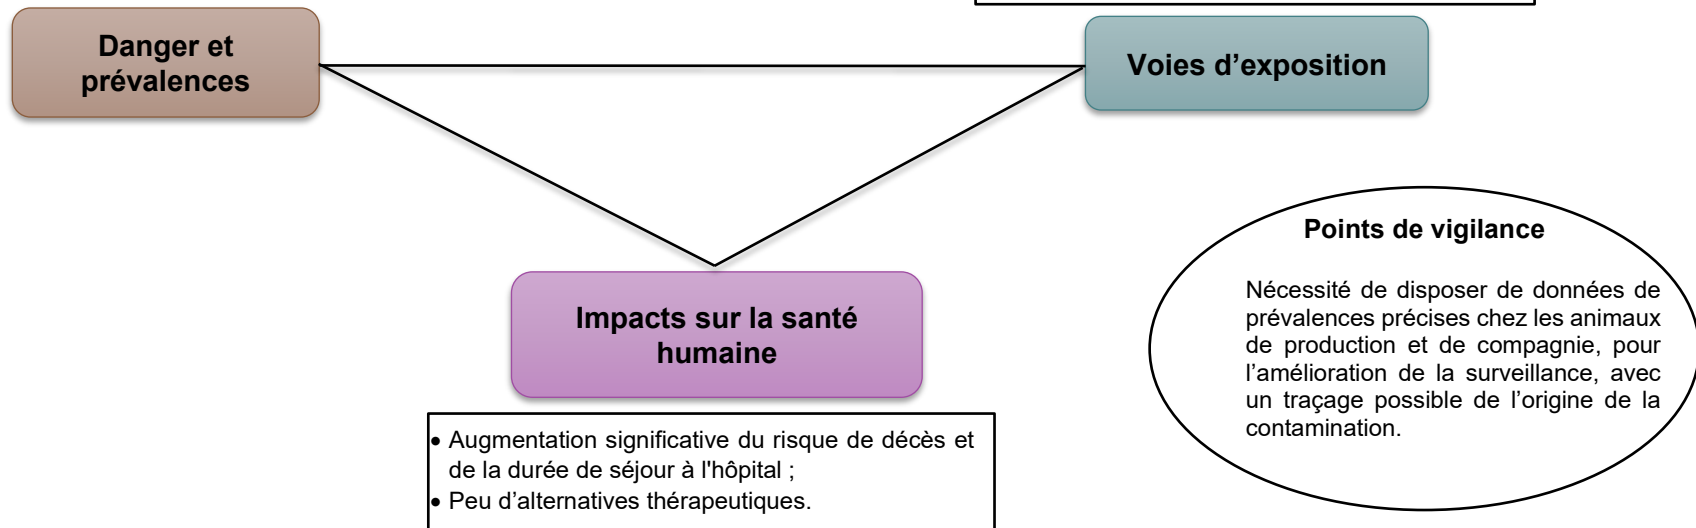 Danger et
prévalences
Voies d’exposition
Points de vigilance
Nécessité de disposer de données de
prévalences précises chez les animaux
de production et de compagnie, pour
l’amélioration de la surveillance, avec
un traçage possible de l’origine de la
contamination.
Impacts sur la santé
humaine
• Augmentation significative du risque de décès et
de la durée de séjour à l'hôpital ;
• Peu d’alternatives thérapeutiques.